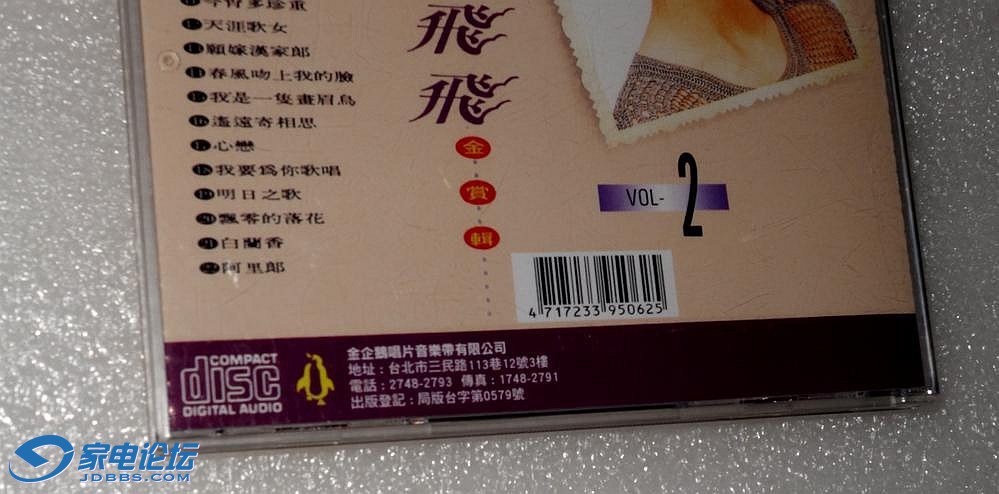 今宵多珍重
天涯歌女
願嫁漢家郎
春風吻上我的臉
我是一隻畫眉鳥
遙遠寄相思
心戀
我要為你歌唱
明日之歌
飄零的落花
白蘭香
阿里郎
飛
飛
金
賞
輯
VOL-2
4 717233 950625
COMPACT
disc
DIGITAL AUDIO
金企鵝唱片音樂帶有限公司
地址：台北市三民路113巷12號3樓
電話：2748-2793 傳真：1748-2791
出版登記：局版台字第0579號
家电论坛
JDBBS.COM